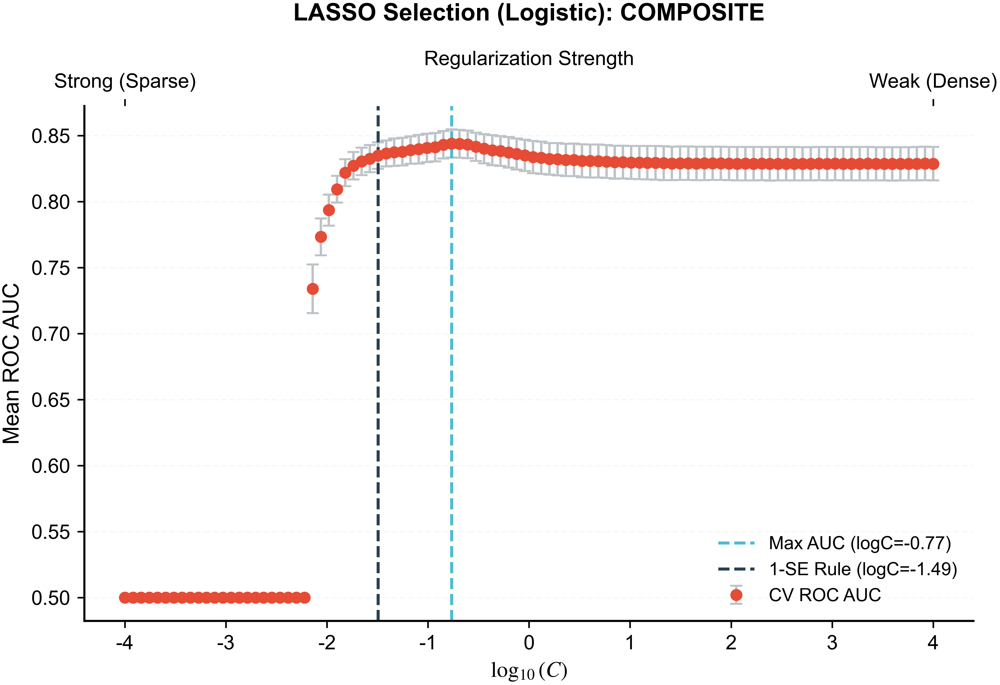 LASSO Selection (Logistic): COMPOSITE
Regularization Strength
Strong (Sparse)
Weak (Dense)
Mean ROC AUC
0.85
0.80
0.75
0.70
0.65
0.60
0.55
0.50
Max AUC (logC=-0.77)
1-SE Rule (logC=-1.49)
CV ROC AUC
-4 -3 -2 -1 0 1 2 3 4
log₁₀(C)